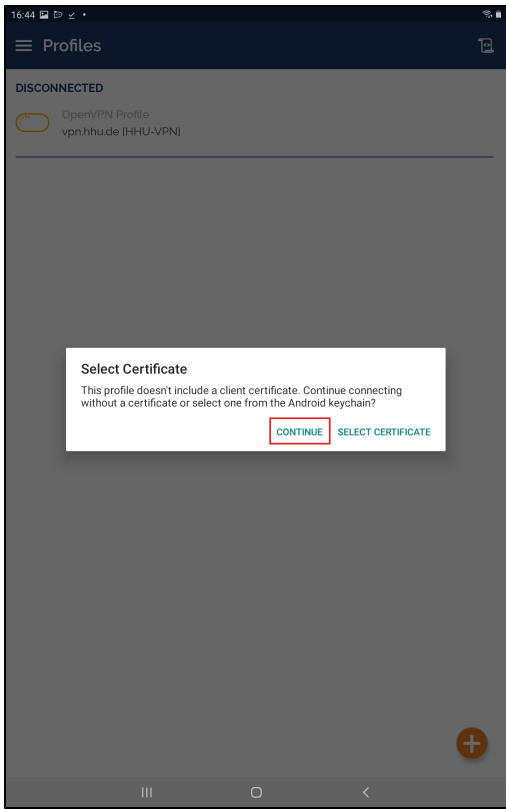 16:44
Profiles
DISCONNECTED
OpenVPN Profile
vpn.hhu.de [HHU-VPN]
Select Certificate
This profile doesn't include a client certificate. Continue connecting
without a certificate or select one from the Android keychain?
CONTINUE SELECT CERTIFICATE